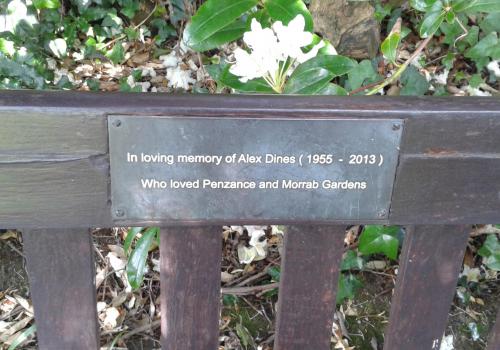 In loving memory of Alex Dines ( 1955 - 2013 )
Who loved Penzance and Morrab Gardens